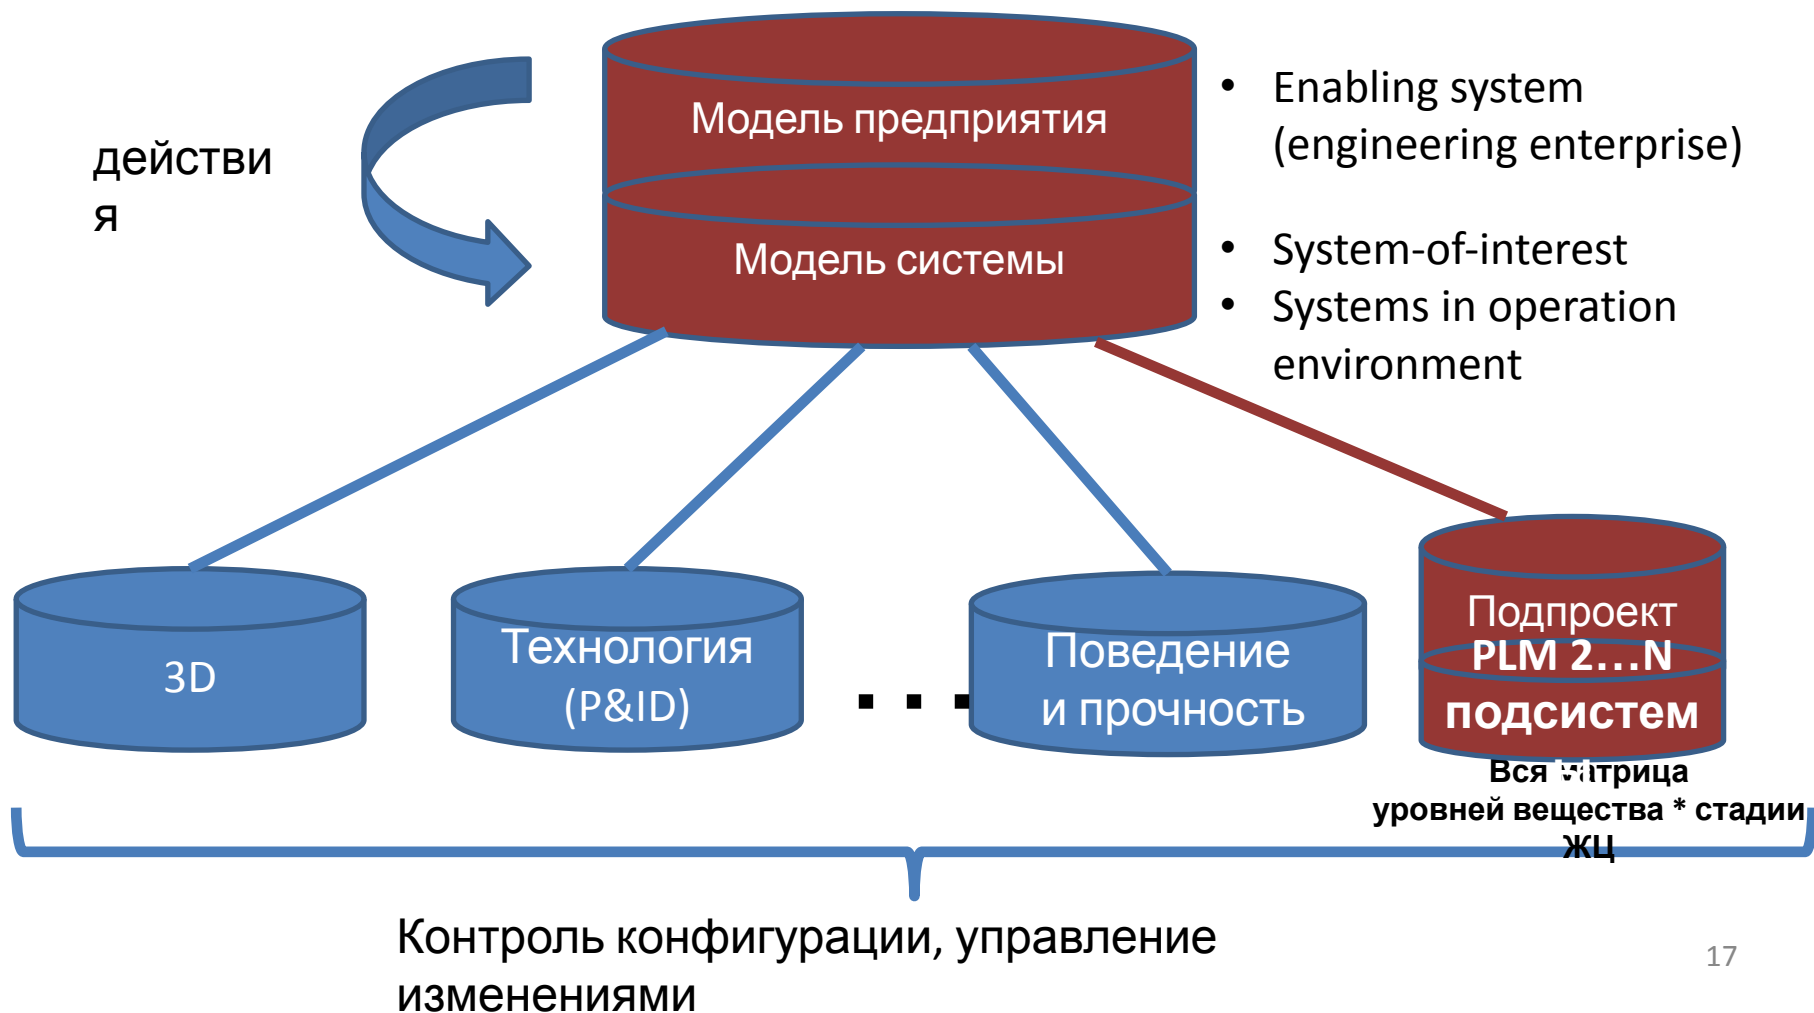 действи
я
Модель предприятия
Модель системы
• Enabling system
(engineering enterprise)
• System-of-interest
• Systems in operation
environment
3D
Технология
(P&ID)
. . .
Поведение
и прочность
Подпроект
PLM 2…N
подсистем
Вся матрица
уровней вещества * стадии
ЖЦ
Контроль конфигурации, управление
изменениями
17